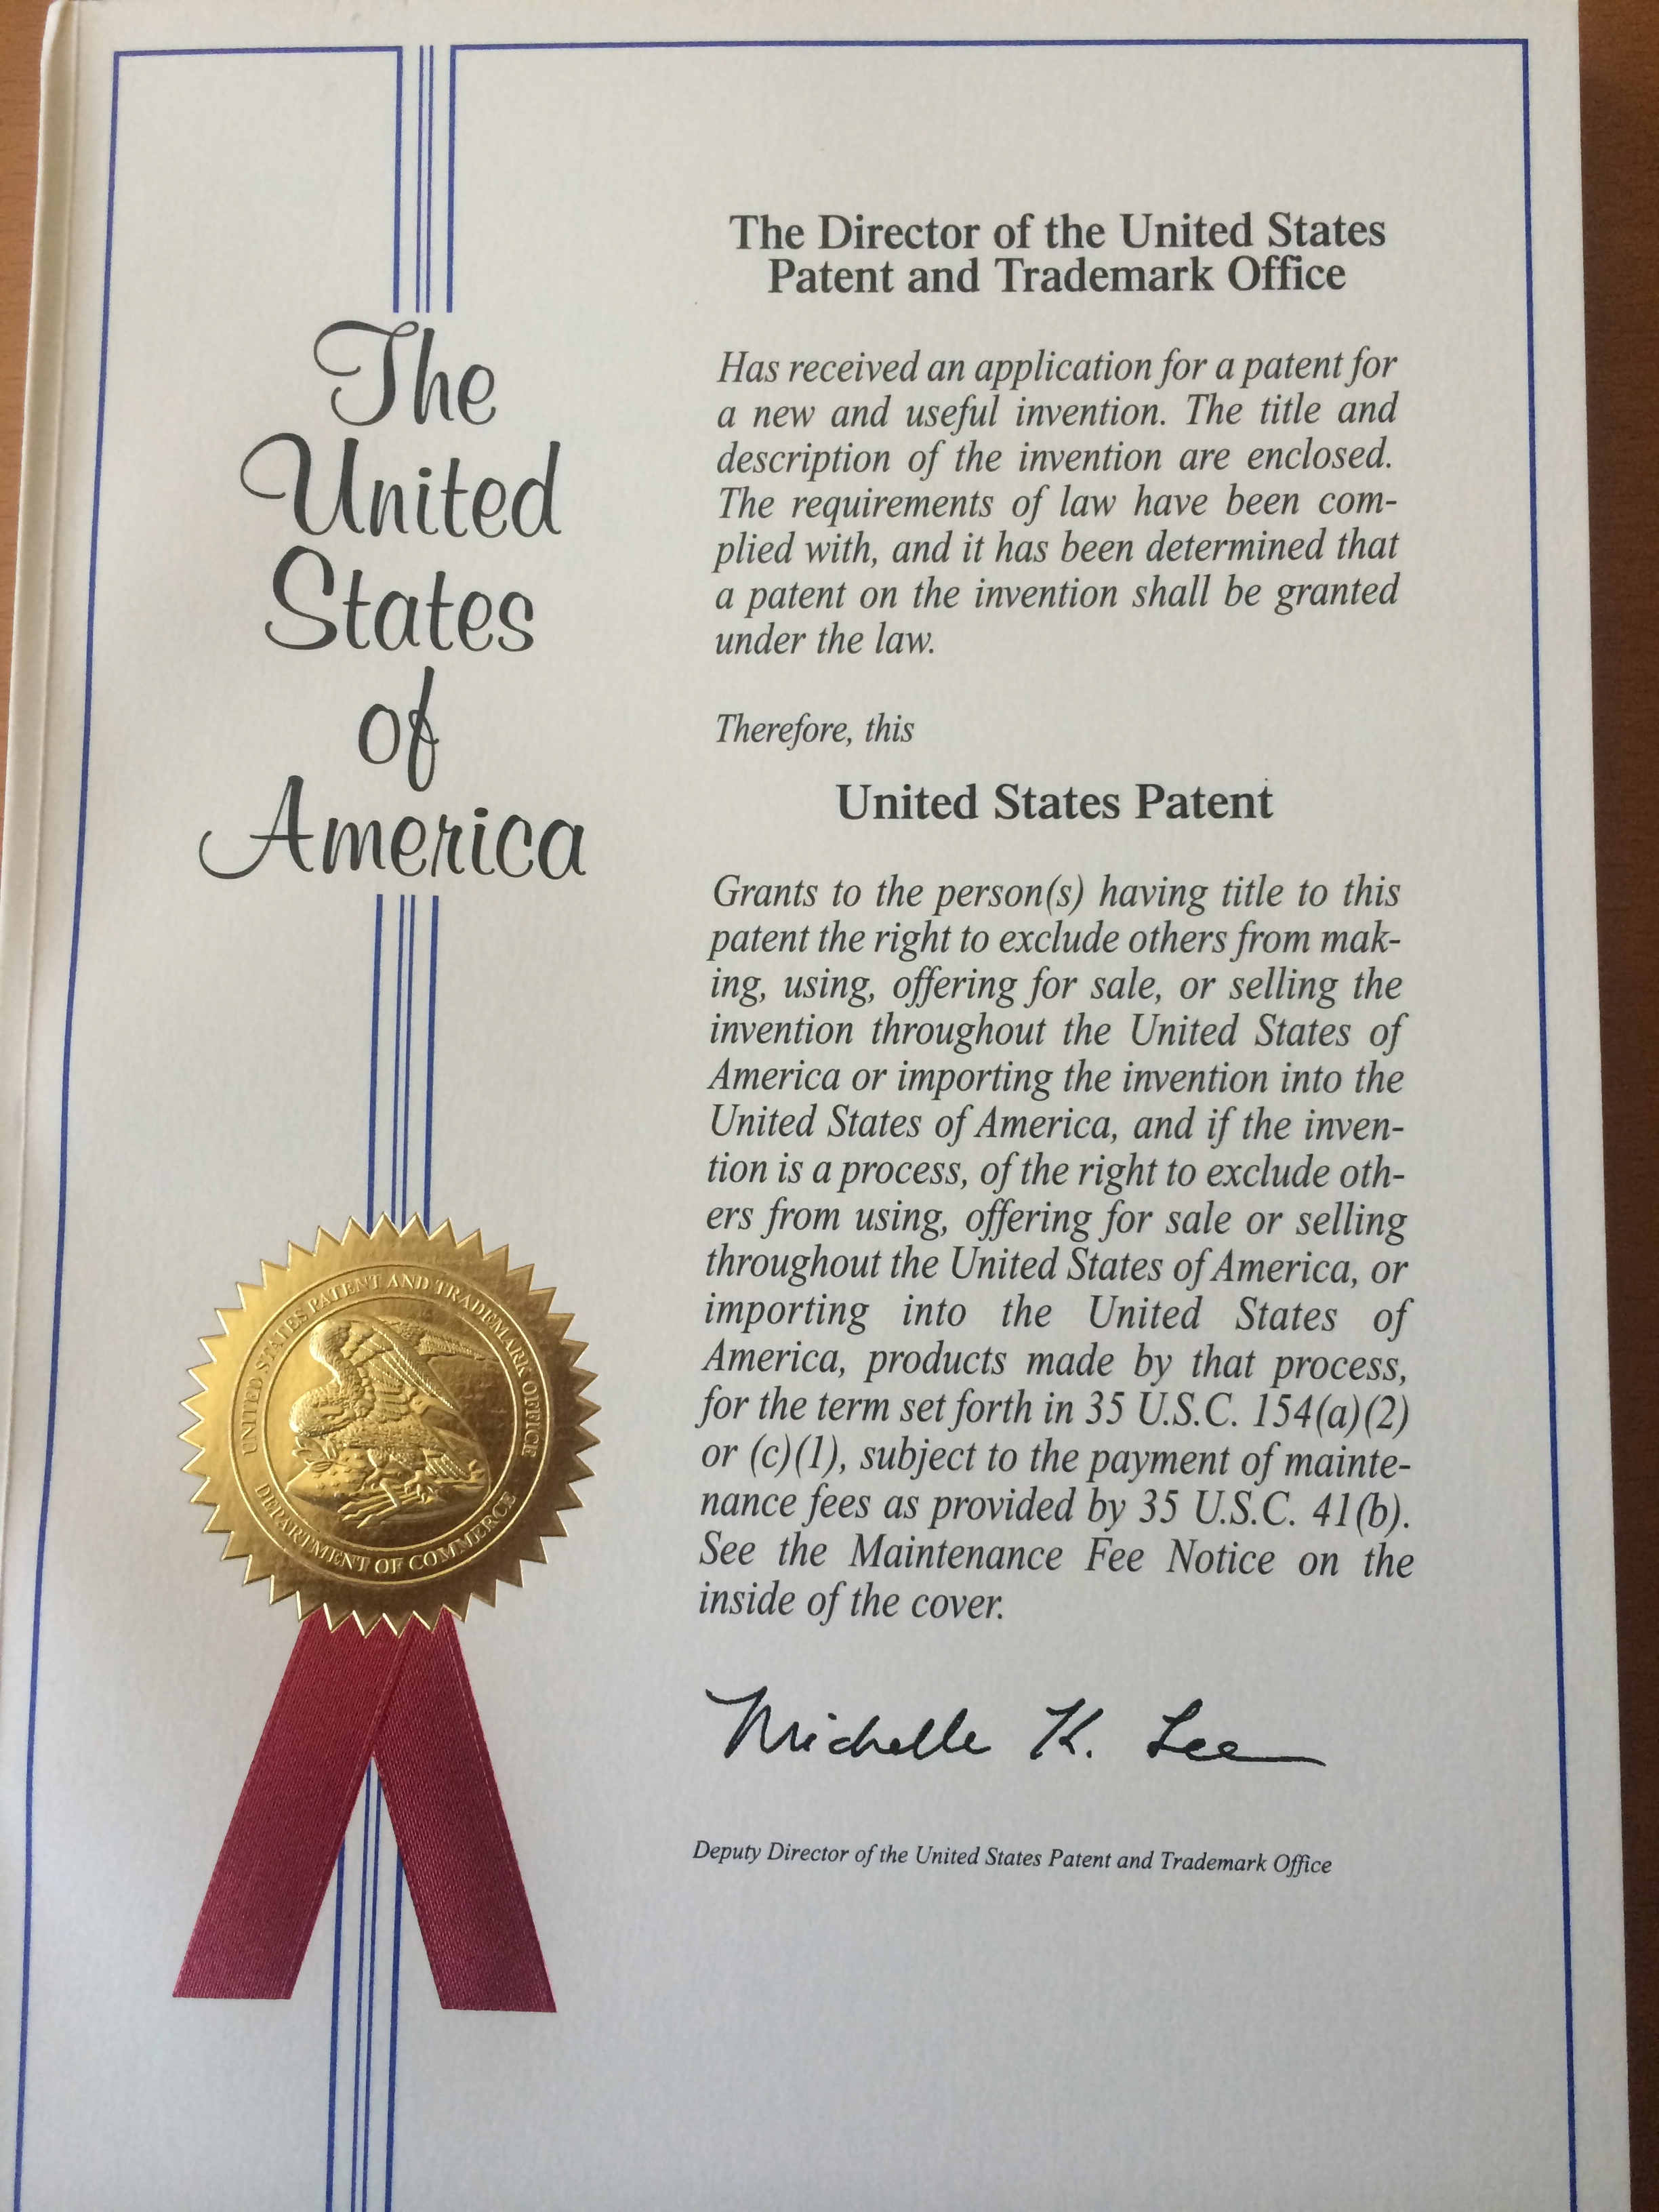 The
United
States
of
America
UNITED STATES PATENT AND TRADEMARK OFFICE
DEPARTMENT OF COMMERCE
The Director of the United States
Patent and Trademark Office
Has received an application for a patent for
a new and useful invention. The title and
description of the invention are enclosed.
The requirements of law have been com-
plied with, and it has been determined that
a patent on the invention shall be granted
under the law.
Therefore, this
United States Patent
Grants to the person(s) having title to this
patent the right to exclude others from mak-
ing, using, offering for sale, or selling the
invention throughout the United States of
America or importing the invention into the
United States of America, and if the inven-
tion is a process, of the right to exclude oth-
ers from using, offering for sale or selling
throughout the United States of America, or
importing into the United States of
America, products made by that process,
for the term set forth in 35 U.S.C. 154(a)(2)
or (c)(1), subject to the payment of mainte-
nance fees as provided by 35 U.S.C. 41(b).
See the Maintenance Fee Notice on the
inside of the cover.
Michelle K. Lee
Deputy Director of the United States Patent and Trademark Office